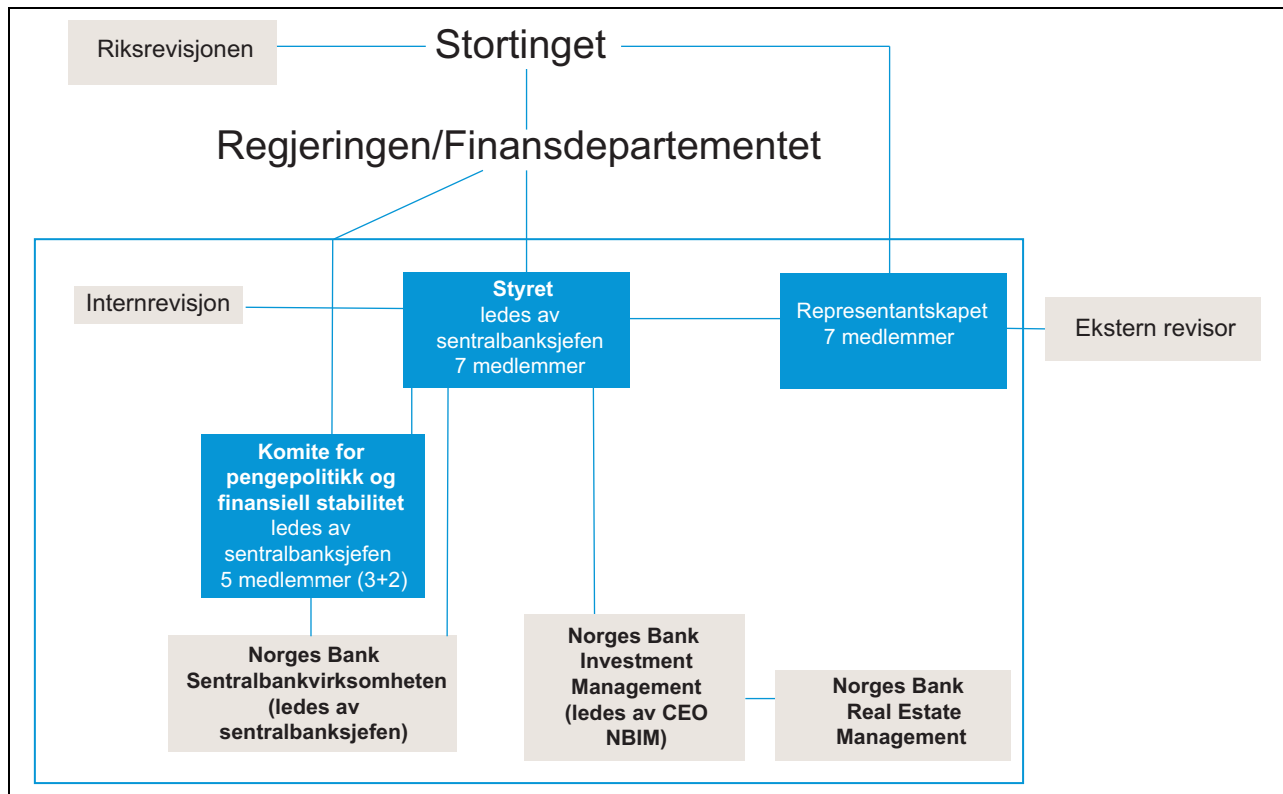 Riksrevisjonen
Stortinget
Regjeringen/Finansdepartementet
Internrevisjon
Styret
ledes av
sentralbanksjefen
7 medlemmer
Representantskapet
7 medlemmer
Ekstern revisor
Komite for
pengepolitikk og
finansiell stabilitet
ledes av
sentralbanksjefen
5 medlemmer (3+2)
Norges Bank
Sentralbankvirksomheten
(ledes av
sentralbanksjefen)
Norges Bank
Investment
Management
(ledes av CEO
NBIM)
Norges Bank
Real Estate
Management